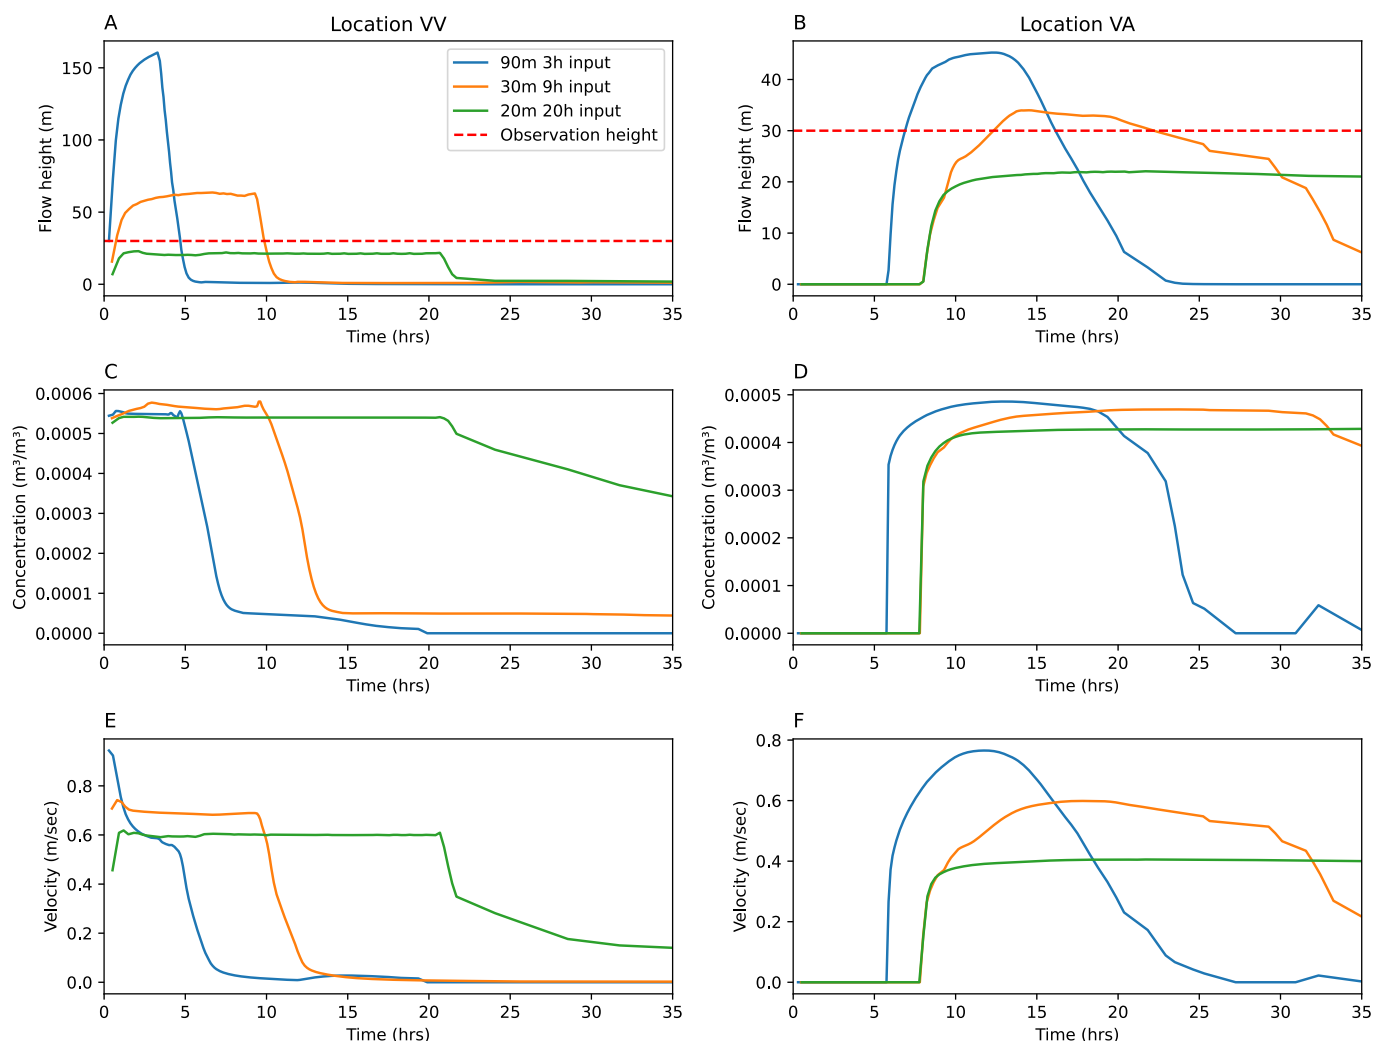 A
Location VV
B
Location VA
Flow height (m)
150
100
50
0
90m 3h input
30m 9h input
20m 20h input
Observation height
0 5 10 15 20 25 30 35
Time (hrs)
Flow height (m)
40
30
20
10
0
0 5 10 15 20 25 30 35
Time (hrs)
C
Concentration (m³/m³)
0.0006
0.0005
0.0004
0.0003
0.0002
0.0001
0.0000
0 5 10 15 20 25 30 35
Time (hrs)
D
Concentration (m³/m³)
0.0005
0.0004
0.0003
0.0002
0.0001
0.0000
0 5 10 15 20 25 30 35
Time (hrs)
E
Velocity (m/sec)
0.8
0.6
0.4
0.2
0.0
0 5 10 15 20 25 30 35
Time (hrs)
F
Velocity (m/sec)
0.8
0.6
0.4
0.2
0.0
0 5 10 15 20 25 30 35
Time (hrs)